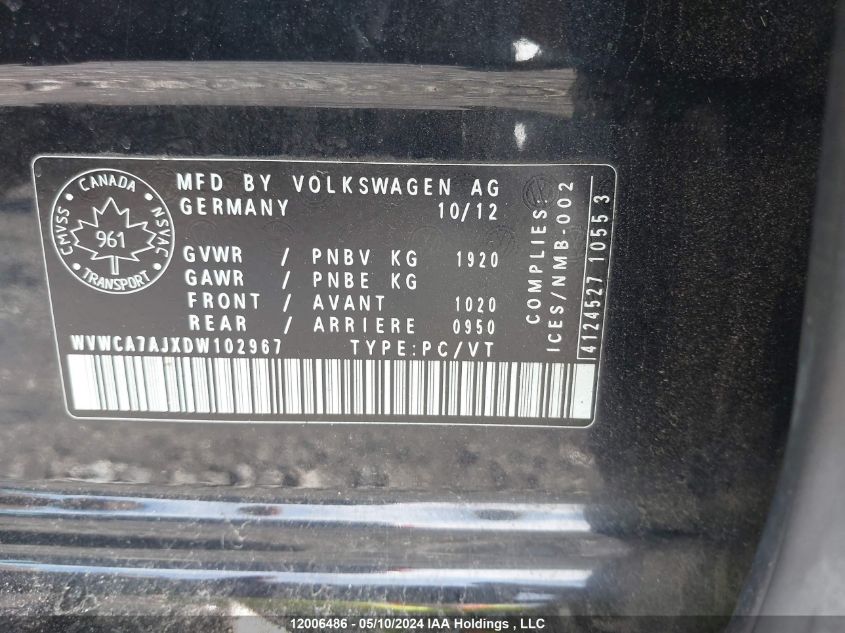 CANADA
CMVSS
961
NSVAC
TRANSPORT
MFD BY VOLKSWAGEN AG
GERMANY 10/12
GVWR / PNBV KG 1920
GAWR / PNBE KG
FRONT / AVANT 1020
REAR / ARRIERE 0950
WVWCA7AJXDW102967 TYPE:PC/VT
COMPLIES:
ICES/NMB-002
4124527 1055 3
12006486 - 05/10/2024 IAA Holdings , LLC